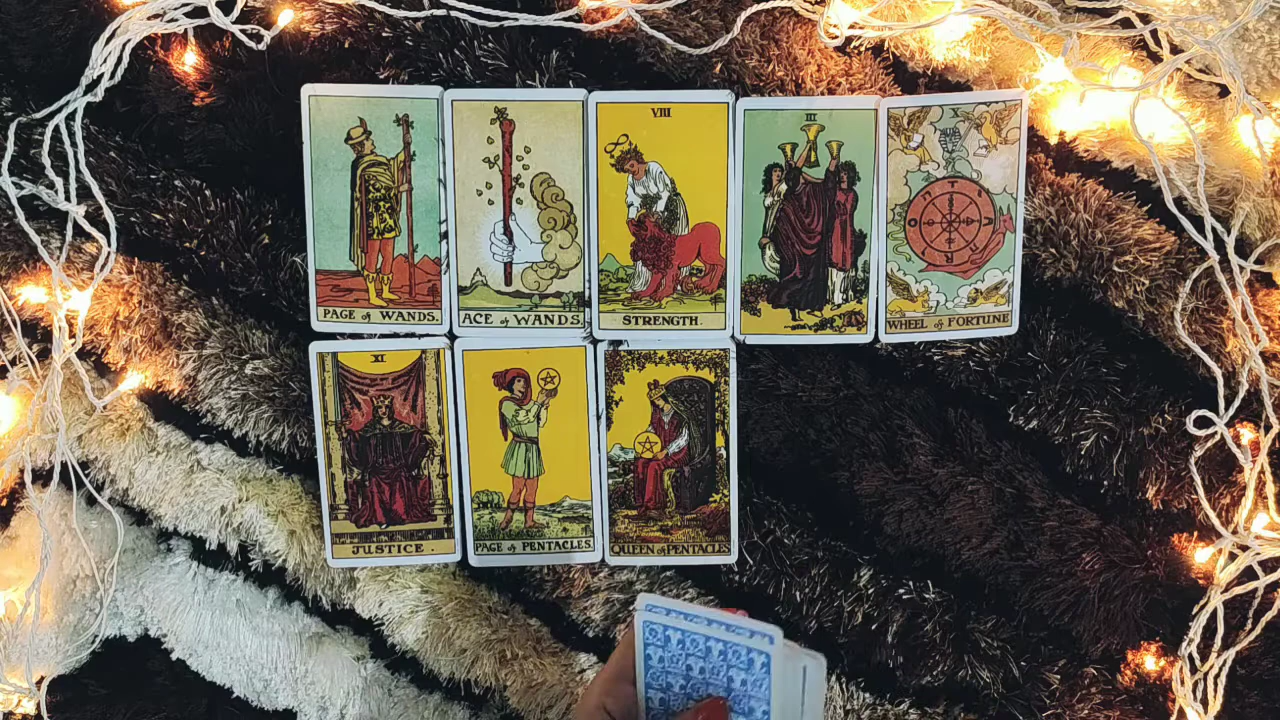 PAGE of WANDS.
ACE of WANDS.
VIII
STRENGTH.
III
X
T A R O
WHEEL of FORTUNE
XI
JUSTICE.
PAGE of PENTACLES
QUEEN of PENTACLES